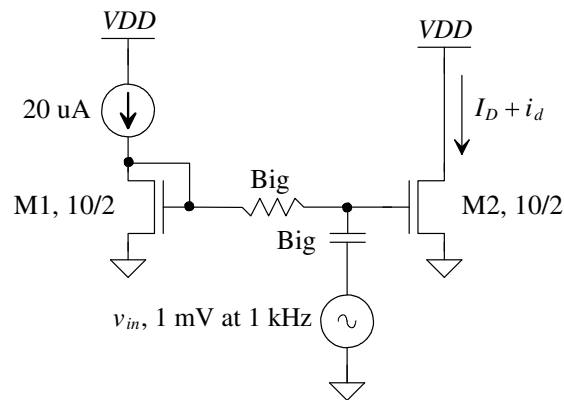 VDD
VDD
20 uA
I_D + i_d
Big
M1, 10/2
M2, 10/2
Big
v_in, 1 mV at 1 kHz